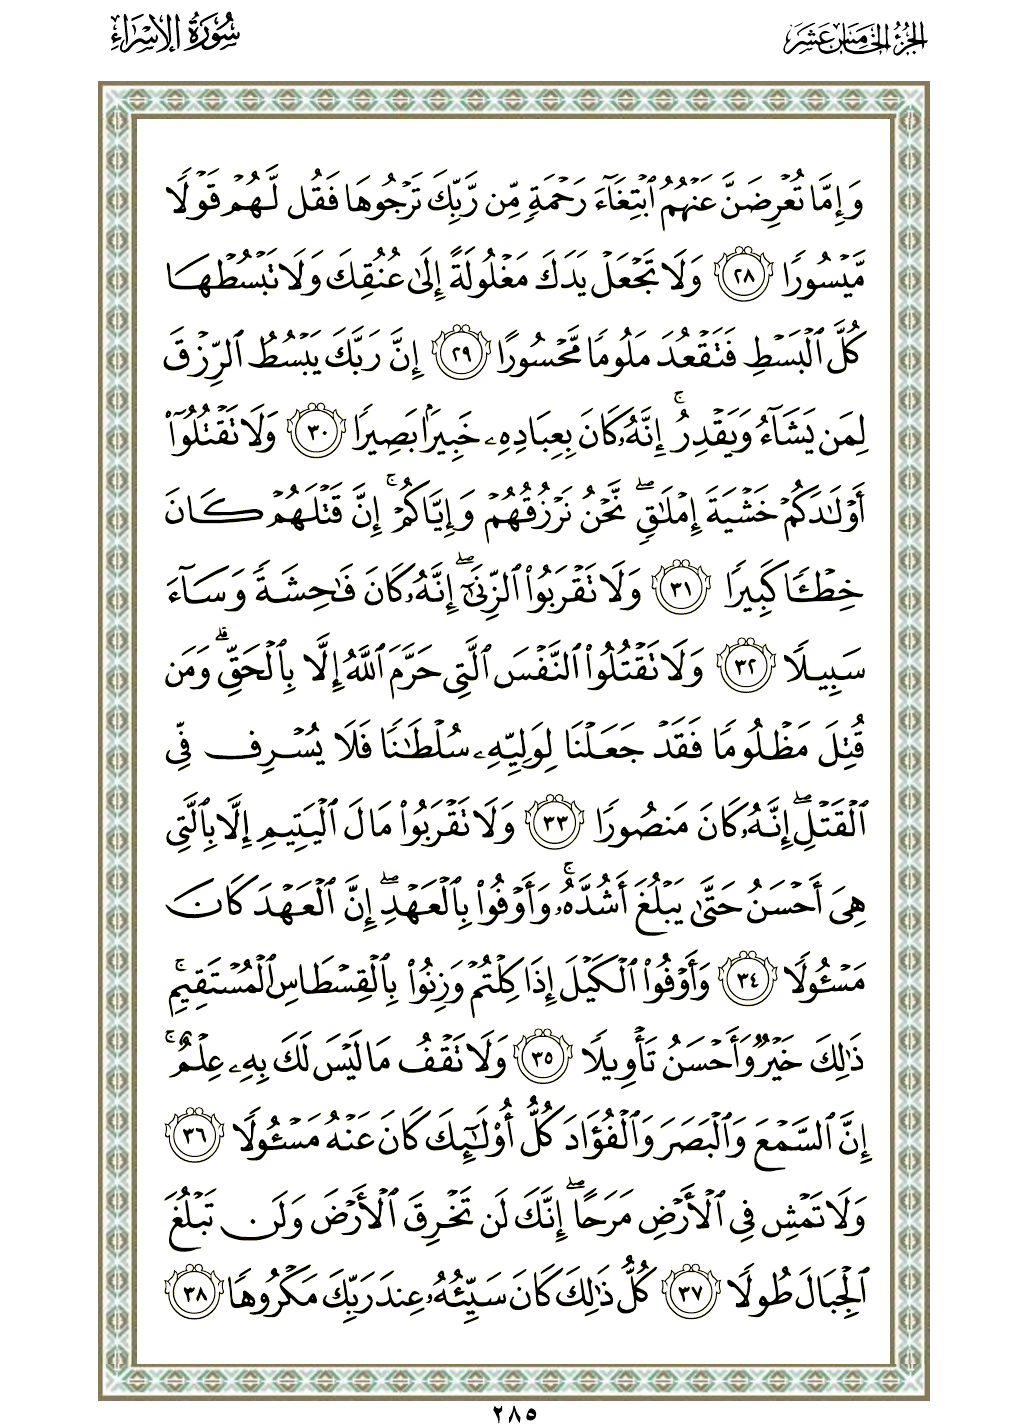 الجزء الخامس عشر
سورة الإسراء
وَإِمَّا تُعْرِضَنَّ عَنْهُمُ ٱبْتِغَآءَ رَحْمَةٍ مِّن رَّبِّكَ تَرْجُوهَا فَقُل لَّهُمْ قَوْلًا
مَّيْسُورًا ٢٨ وَلَا تَجْعَلْ يَدَكَ مَغْلُولَةً إِلَىٰ عُنُقِكَ وَلَا تَبْسُطْهَا
كُلَّ ٱلْبَسْطِ فَتَقْعُدَ مَلُومًا مَّحْسُورًا ٢٩ إِنَّ رَبَّكَ يَبْسُطُ ٱلرِّزْقَ
لِمَن يَشَآءُ وَيَقْدِرُ ۚ إِنَّهُۥ كَانَ بِعِبَادِهِۦ خَبِيرًۢا بَصِيرًا ٣٠ وَلَا تَقْتُلُوٓا۟
أَوْلَـٰدَكُمْ خَشْيَةَ إِمْلَـٰقٍ ۖ نَّحْنُ نَرْزُقُهُمْ وَإِيَّاكُمْ ۚ إِنَّ قَتْلَهُمْ كَانَ
خِطْـًٔا كَبِيرًا ٣١ وَلَا تَقْرَبُوا۟ ٱلزِّنَىٰٓ ۖ إِنَّهُۥ كَانَ فَـٰحِشَةً وَسَآءَ
سَبِيلًا ٣٢ وَلَا تَقْتُلُوا۟ ٱلنَّفْسَ ٱلَّتِى حَرَّمَ ٱللَّهُ إِلَّا بِٱلْحَقِّ ۗ وَمَن
قُتِلَ مَظْلُومًا فَقَدْ جَعَلْنَا لِوَلِيِّهِۦ سُلْطَـٰنًا فَلَا يُسْرِف فِّى
ٱلْقَتْلِ ۖ إِنَّهُۥ كَانَ مَنصُورًا ٣٣ وَلَا تَقْرَبُوا۟ مَالَ ٱلْيَتِيمِ إِلَّا بِٱلَّتِى
هِىَ أَحْسَنُ حَتَّىٰ يَبْلُغَ أَشُدَّهُۥ ۚ وَأَوْفُوا۟ بِٱلْعَهْدِ ۖ إِنَّ ٱلْعَهْدَ كَانَ
مَسْـُٔولًا ٣٤ وَأَوْفُوا۟ ٱلْكَيْلَ إِذَا كِلْتُمْ وَزِنُوا۟ بِٱلْقِسْطَاسِ ٱلْمُسْتَقِيمِ ۚ
ذَٰلِكَ خَيْرٌ وَأَحْسَنُ تَأْوِيلًا ٣٥ وَلَا تَقْفُ مَا لَيْسَ لَكَ بِهِۦ عِلْمٌ ۚ
إِنَّ ٱلسَّمْعَ وَٱلْبَصَرَ وَٱلْفُؤَادَ كُلُّ أُو۟لَـٰٓئِكَ كَانَ عَنْهُ مَسْـُٔولًا ٣٦
وَلَا تَمْشِ فِى ٱلْأَرْضِ مَرَحًا ۖ إِنَّكَ لَن تَخْرِقَ ٱلْأَرْضَ وَلَن تَبْلُغَ
ٱلْجِبَالَ طُولًا ٣٧ كُلُّ ذَٰلِكَ كَانَ سَيِّئُهُۥ عِندَ رَبِّكَ مَكْرُوهًا ٣٨
٢٨٥